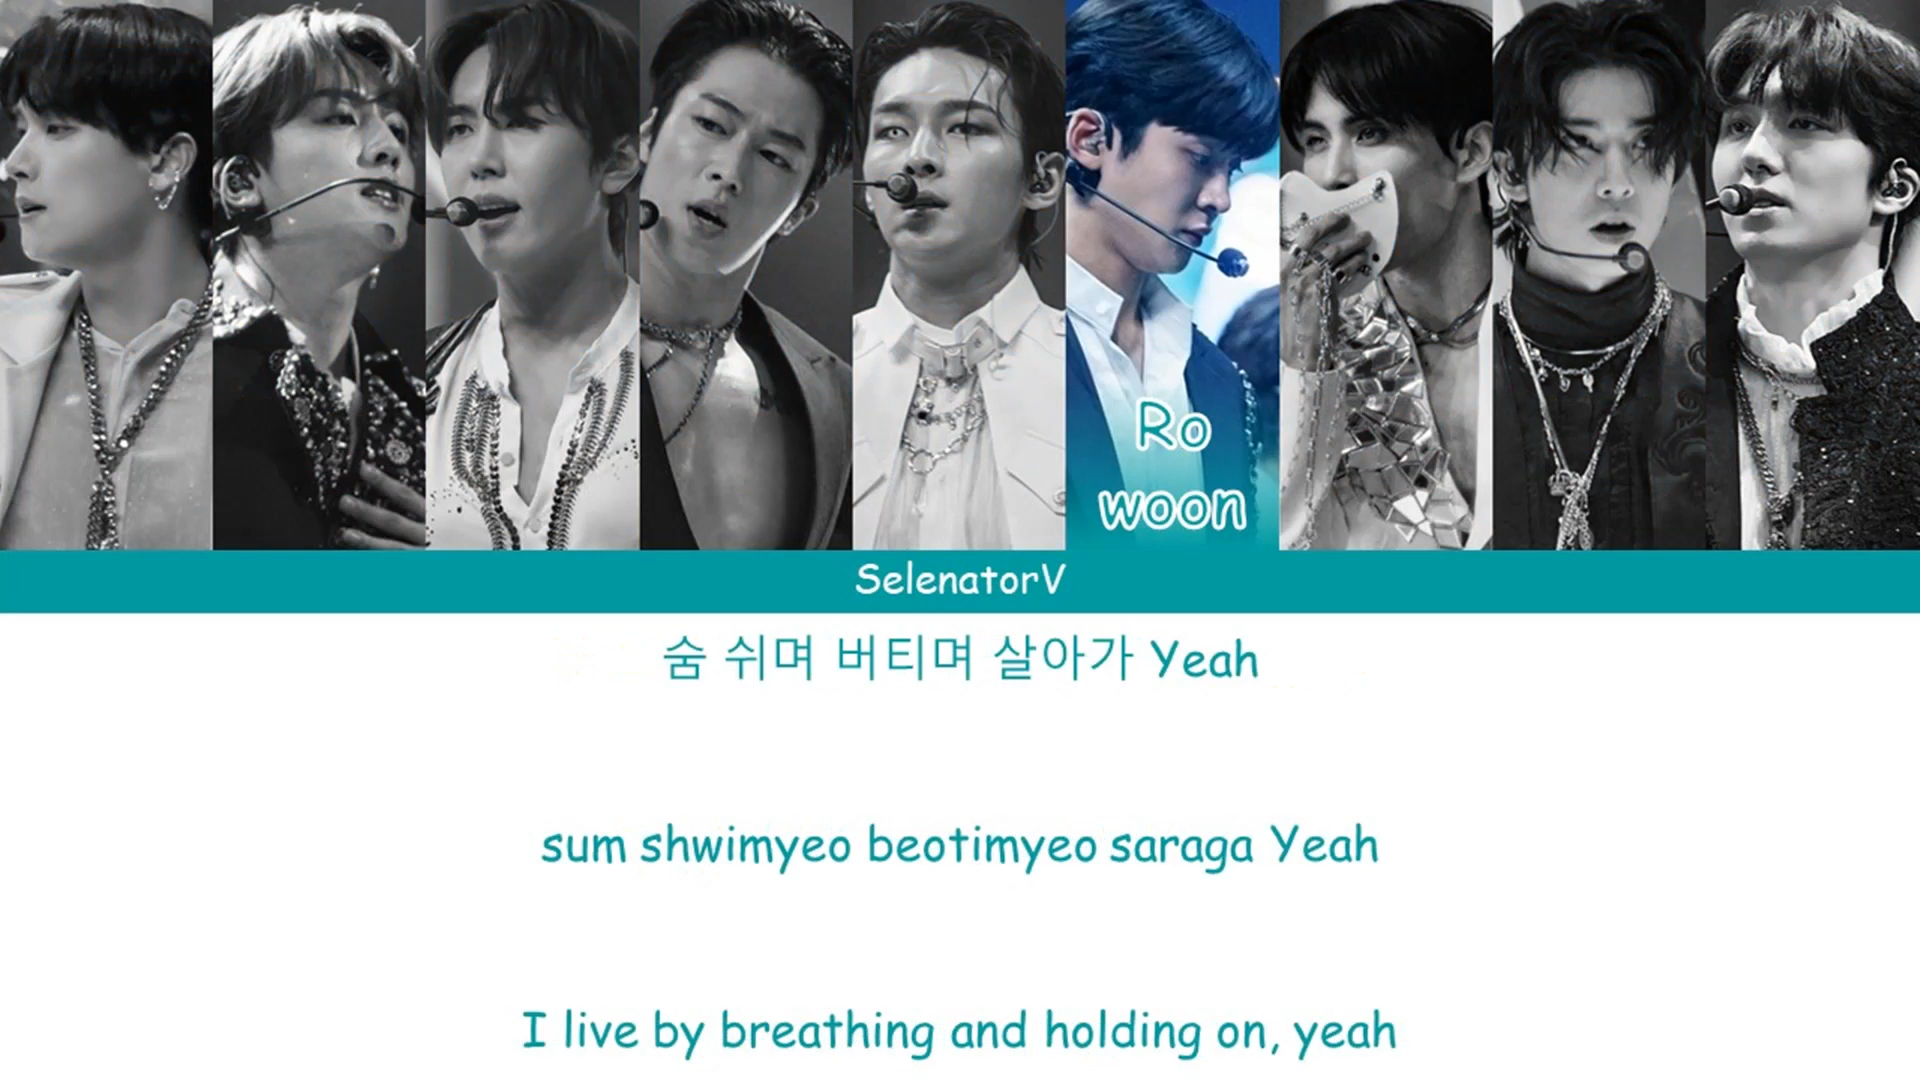 Ro
woon
SelenatorV
숨 쉬며 버티며 살아가 Yeah
sum shwimyeo beotimyeo saraga Yeah
I live by breathing and holding on, yeah